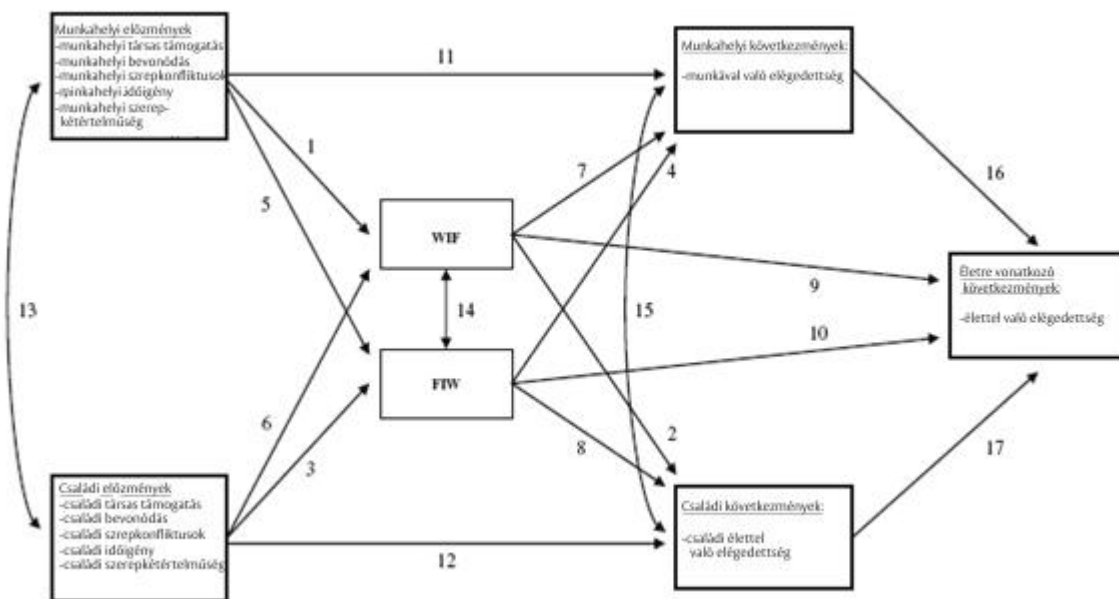 Munkahelyi előzmények
-munkahelyi társas támogatás
-munkahelyi bevonódás
-munkahelyi szrepkonfliktusok
-minkahelyi időigény
-munkahelyi szerep-
kétértelműség
11
Munkahelyi következmények:
-munkával való elégedettség
1
5
7
4
16
WIF
13
14
15
9
Életre vonatkozó
következmények:
-élettel való elégedettség
10
FIW
6
3
2
8
17
Családi előzmények
-családi társas támogatás
-családi bevonódás
-családi szrepkonfliktusok
-családi időigény
-családi szerepkétértelműség
12
Családi következmények:
-családi élettel
való elégedettség